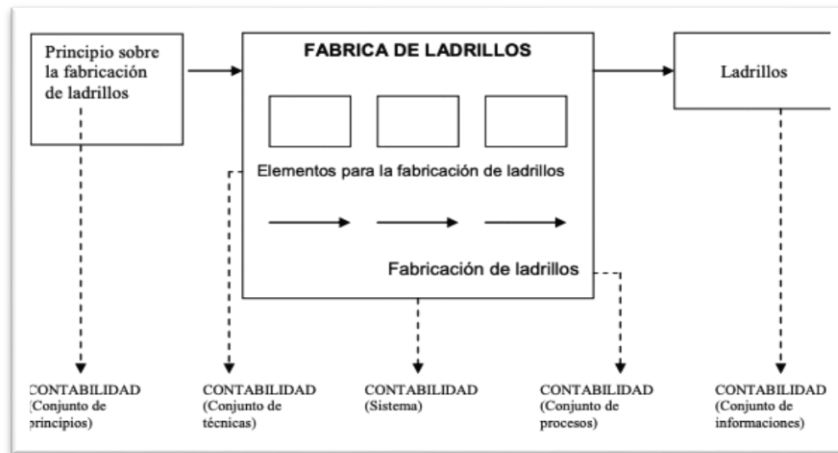 Principio sobre
la fabricación
de ladrillos
FABRICA DE LADRILLOS
Ladrillos
Elementos para la fabricación de ladrillos
Fabricación de ladrillos
CONTABILIDAD
(Conjunto de
principios)
CONTABILIDAD
(Conjunto de
técnicas)
CONTABILIDAD
(Sistema)
CONTABILIDAD
(Conjunto de
procesos)
CONTABILIDAD
(Conjunto de
informaciones)